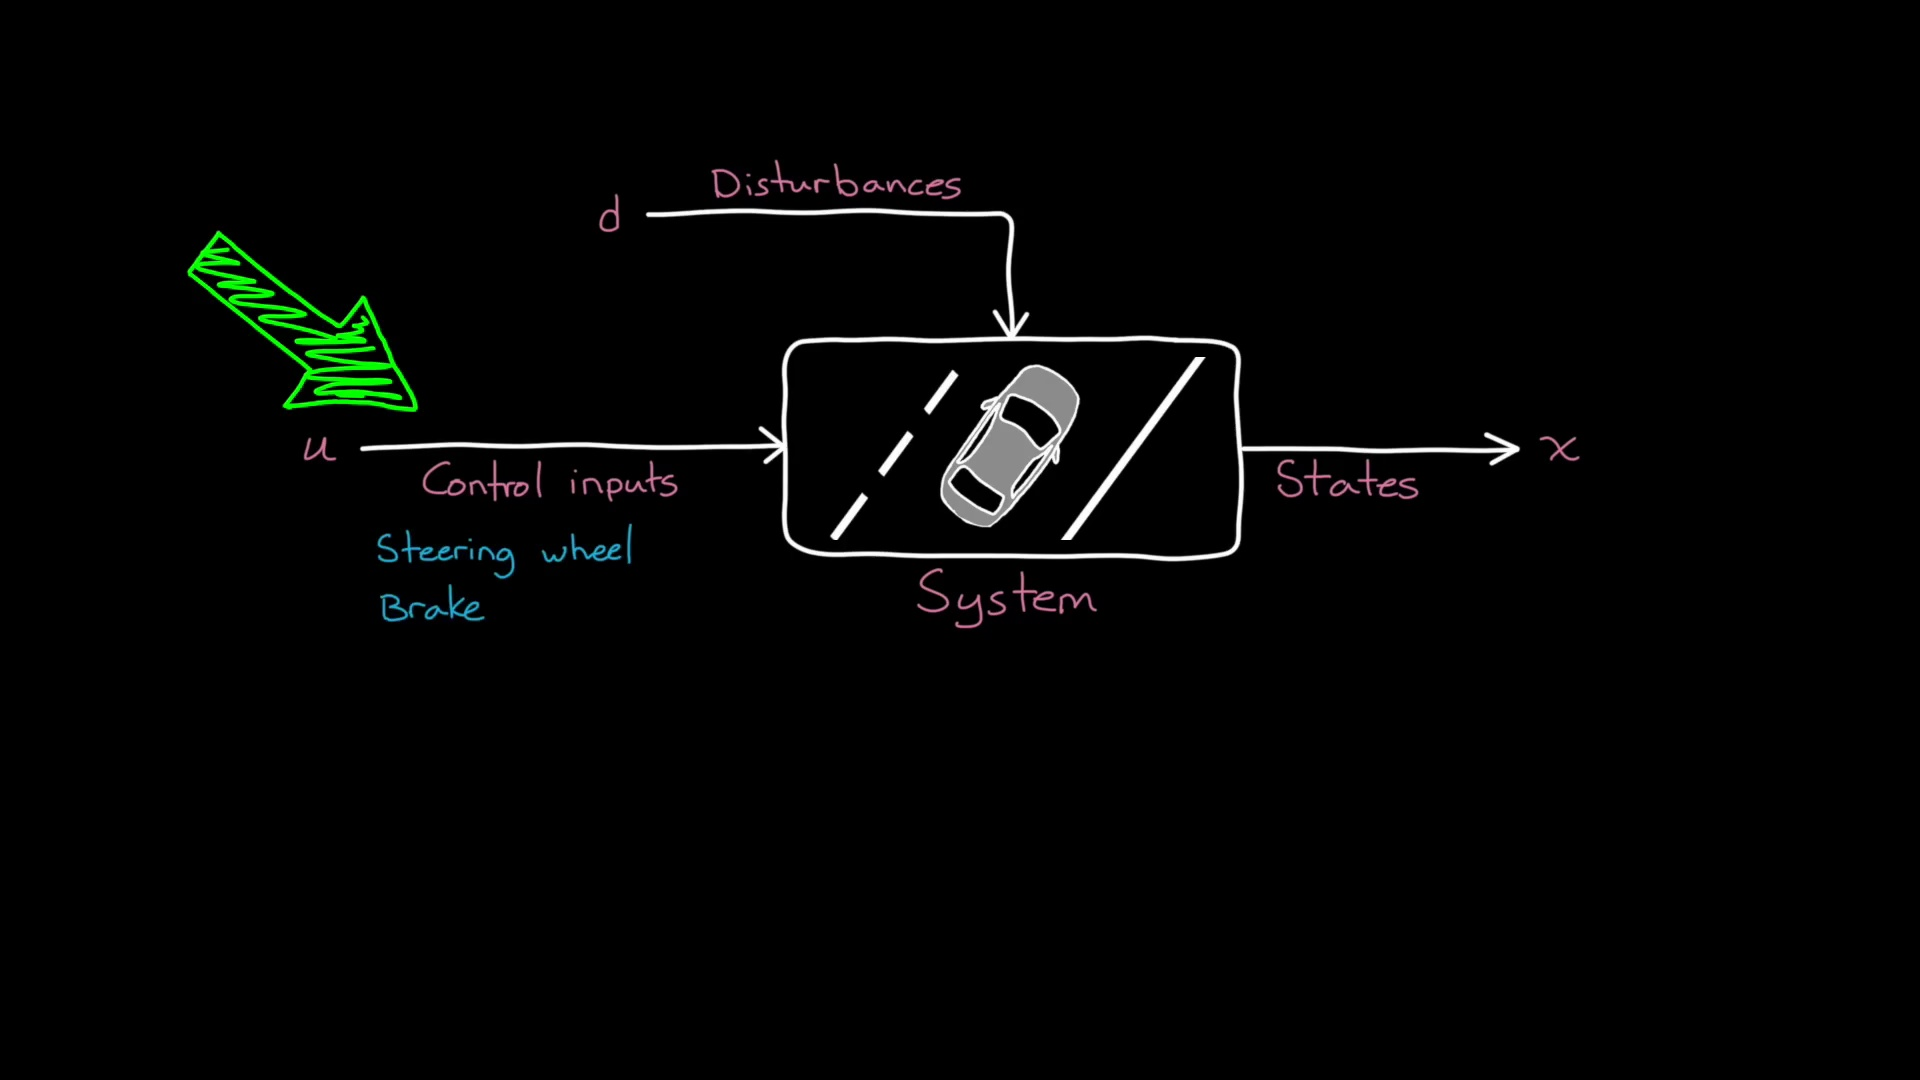 Disturbances
d
u
Control inputs
Steering wheel
Brake
System
States
x